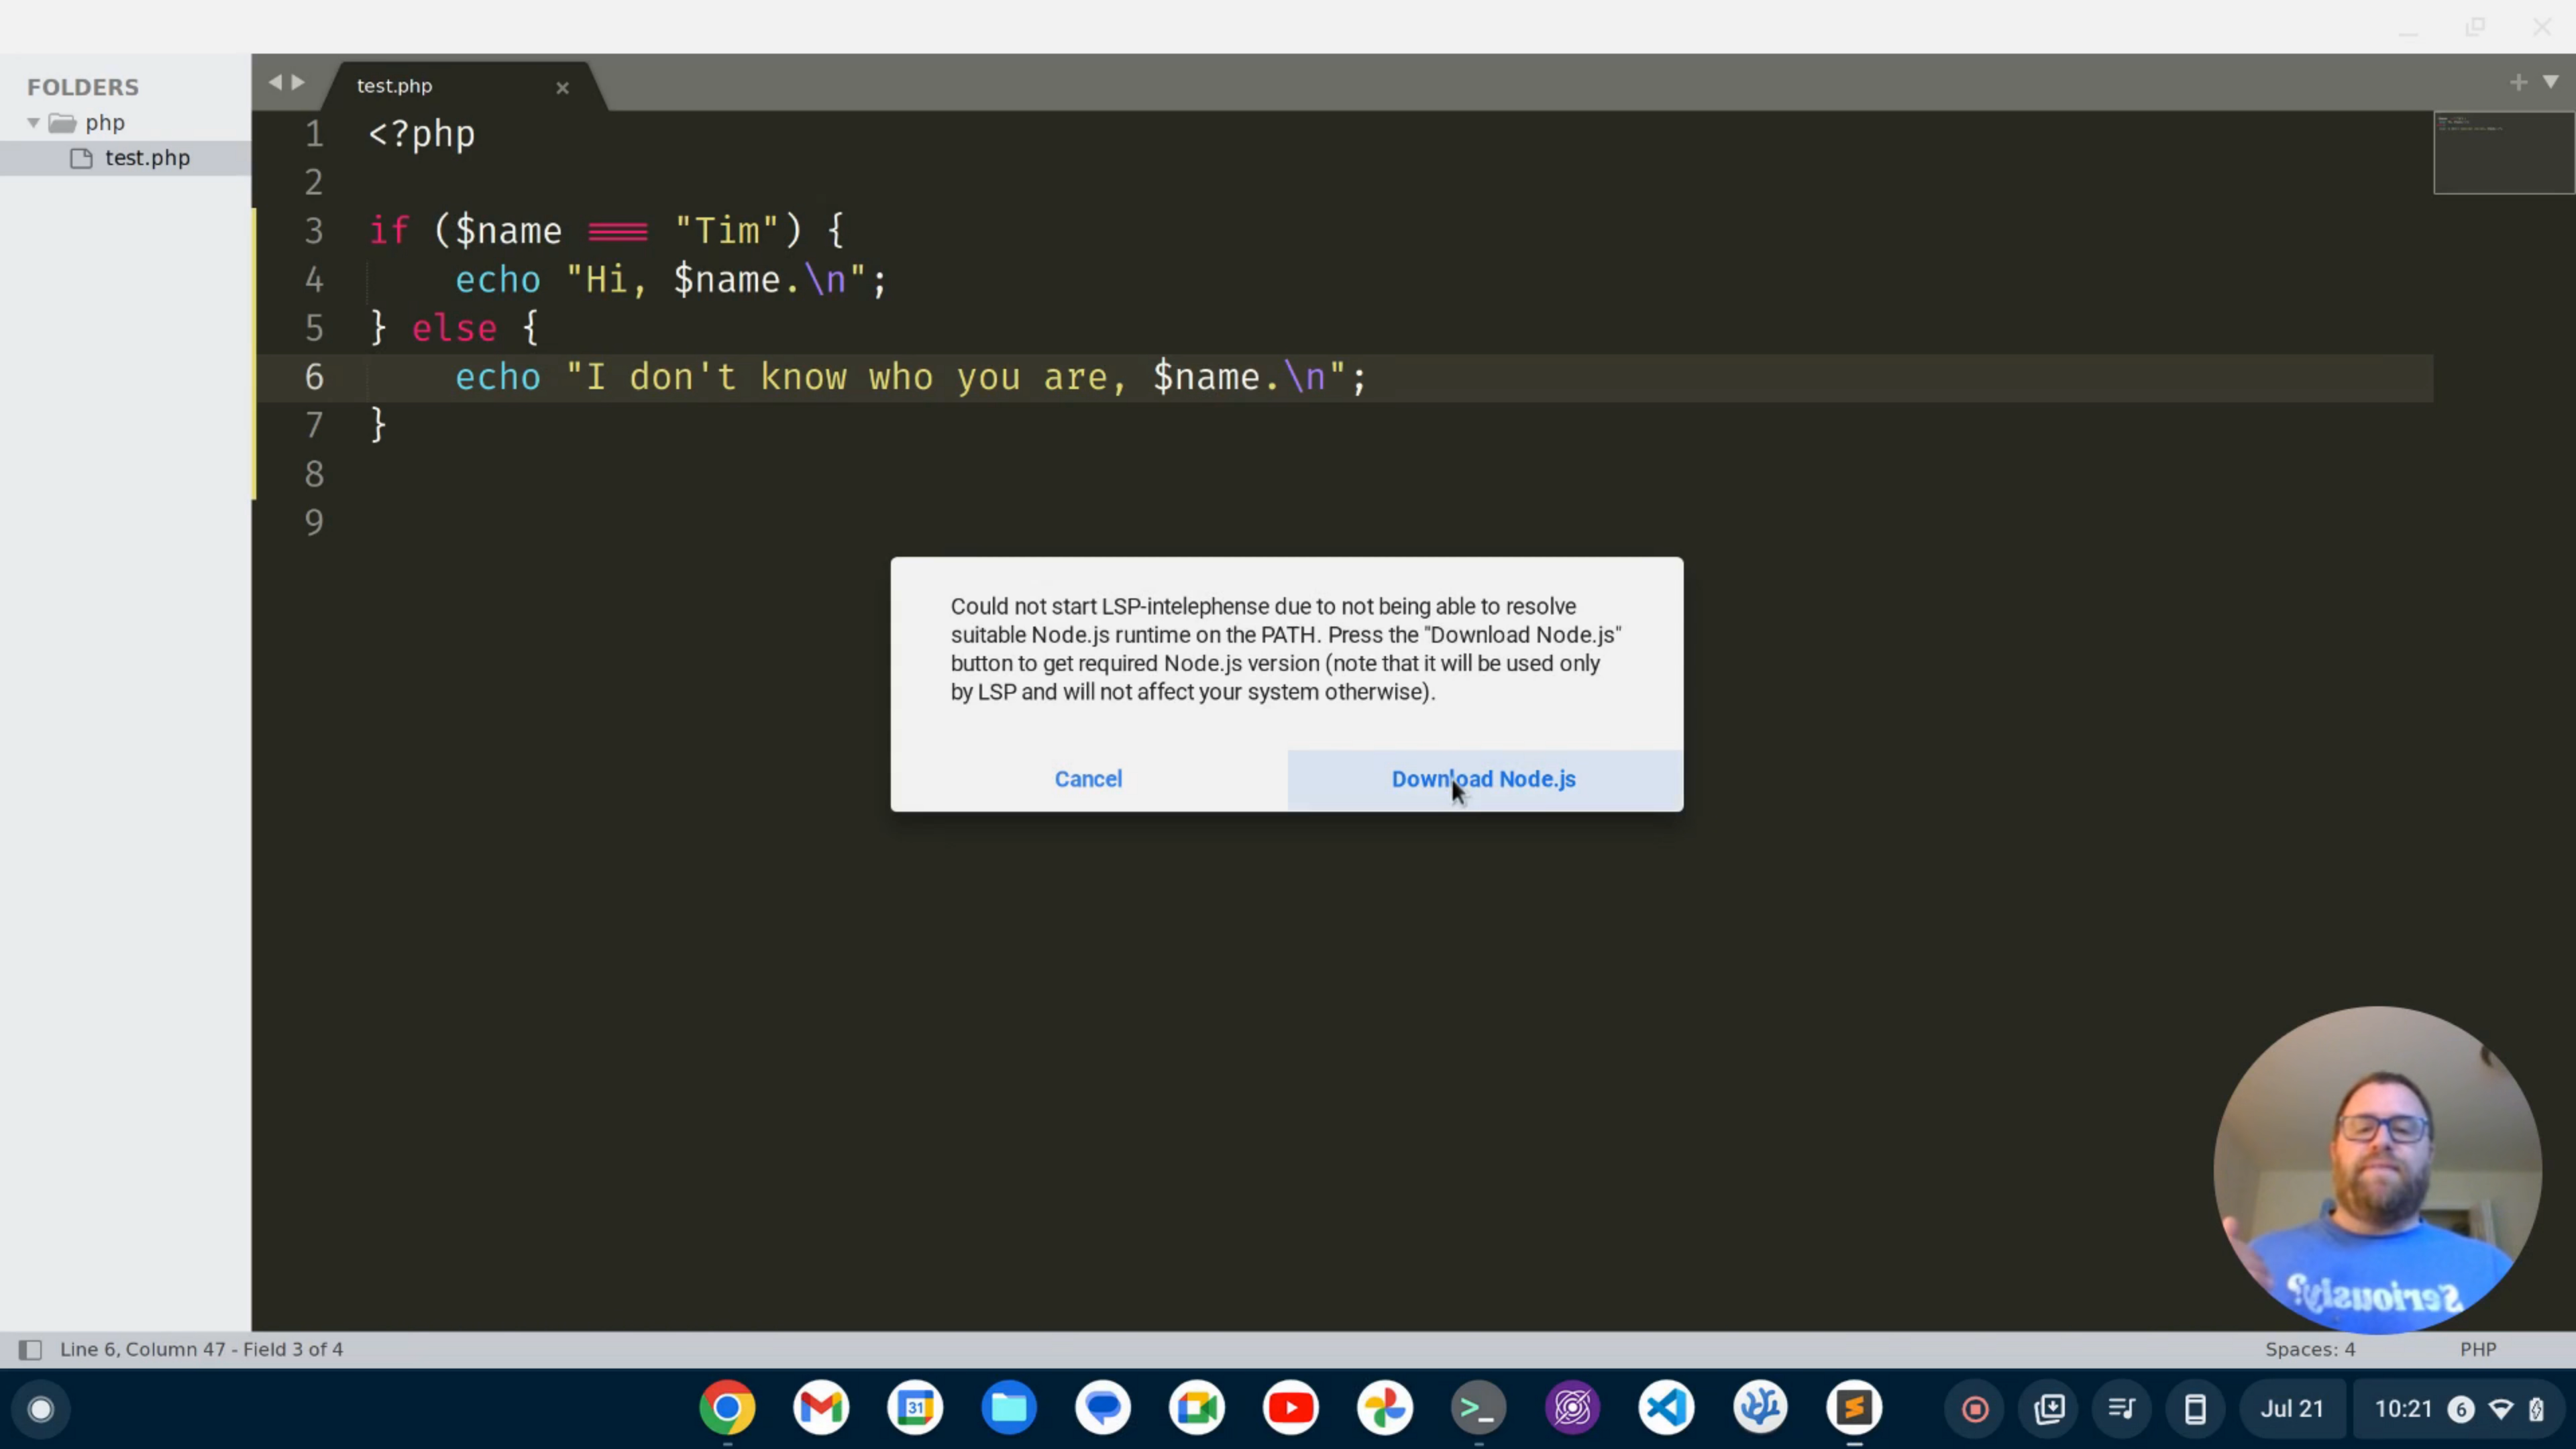 FOLDERS
php
test.php
test.php
1 <?php
2
3 if ($name === "Tim") {
4 echo "Hi, $name.\n";
5 } else {
6 echo "I don't know who you are, $name.\n";
7 }
8
9
Could not start LSP-intelephense due to not being able to resolve
suitable Node.js runtime on the PATH. Press the "Download Node.js"
button to get required Node.js version (note that it will be used only
by LSP and will not affect your system otherwise).
Cancel
Download Node.js
Seriously?
Line 6, Column 47 - Field 3 of 4
Spaces: 4
PHP
31
>_
Jul 21
10:21
6